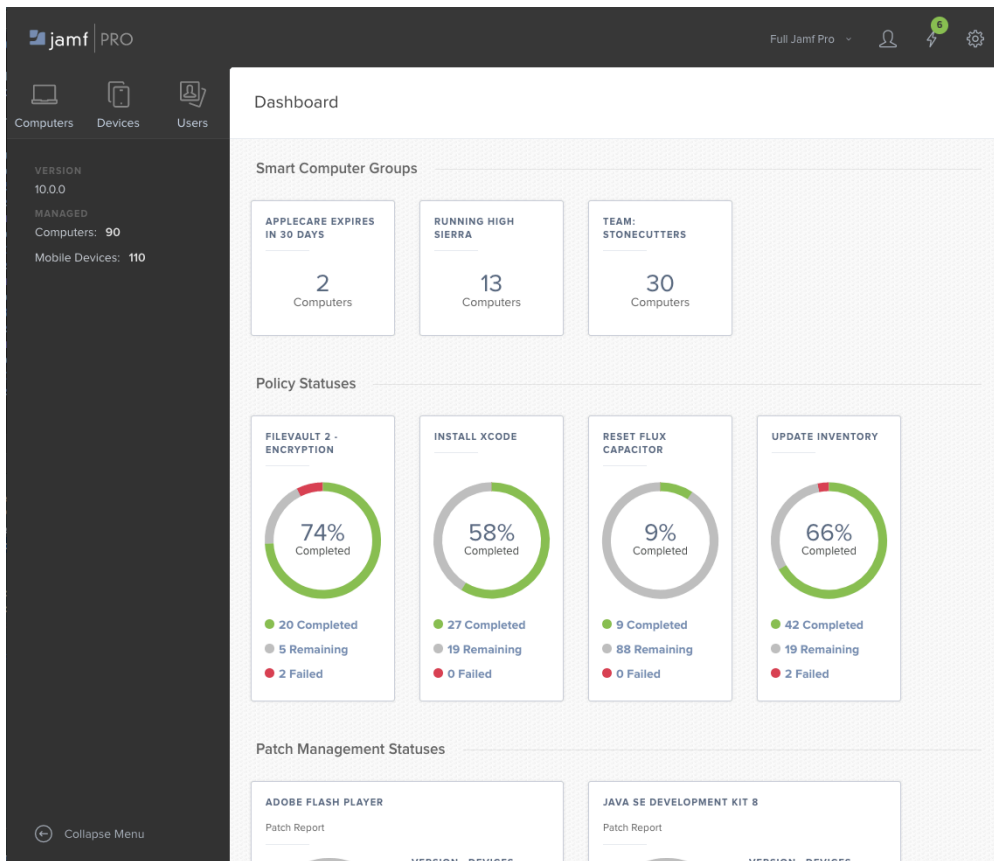 jamf PRO
Full Jamf Pro
6
Computers
Devices
Users
VERSION
10.0.0
MANAGED
Computers: 90
Mobile Devices: 110
Collapse Menu
Dashboard
Smart Computer Groups
APPLECARE EXPIRES
IN 30 DAYS
2
Computers
RUNNING HIGH
SIERRA
13
Computers
TEAM:
STONECUTTERS
30
Computers
Policy Statuses
FILEVAULT 2 -
ENCRYPTION
74%
Completed
20 Completed
5 Remaining
2 Failed
INSTALL XCODE
58%
Completed
27 Completed
19 Remaining
0 Failed
RESET FLUX
CAPACITOR
9%
Completed
9 Completed
88 Remaining
0 Failed
UPDATE INVENTORY
66%
Completed
42 Completed
19 Remaining
2 Failed
Patch Management Statuses
ADOBE FLASH PLAYER
Patch Report
VERSION - DEVICES
JAVA SE DEVELOPMENT KIT 8
Patch Report
VERSION - DEVICES